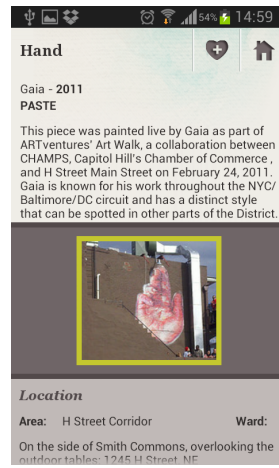 54% 14:59
Hand
Gaia - 2011
PASTE
This piece was painted live by Gaia as part of
ARTventures' Art Walk, a collaboration between
CHAMPS, Capitol Hill's Chamber of Commerce ,
and H Street Main Street on February 24, 2011.
Gaia is known for his work throughout the NYC/
Baltimore/DC circuit and has a distinct style
that can be spotted in other parts of the District.
Location
Area: H Street Corridor Ward:
On the side of Smith Commons, overlooking the
outdoor tables: 1245 H Street, NE